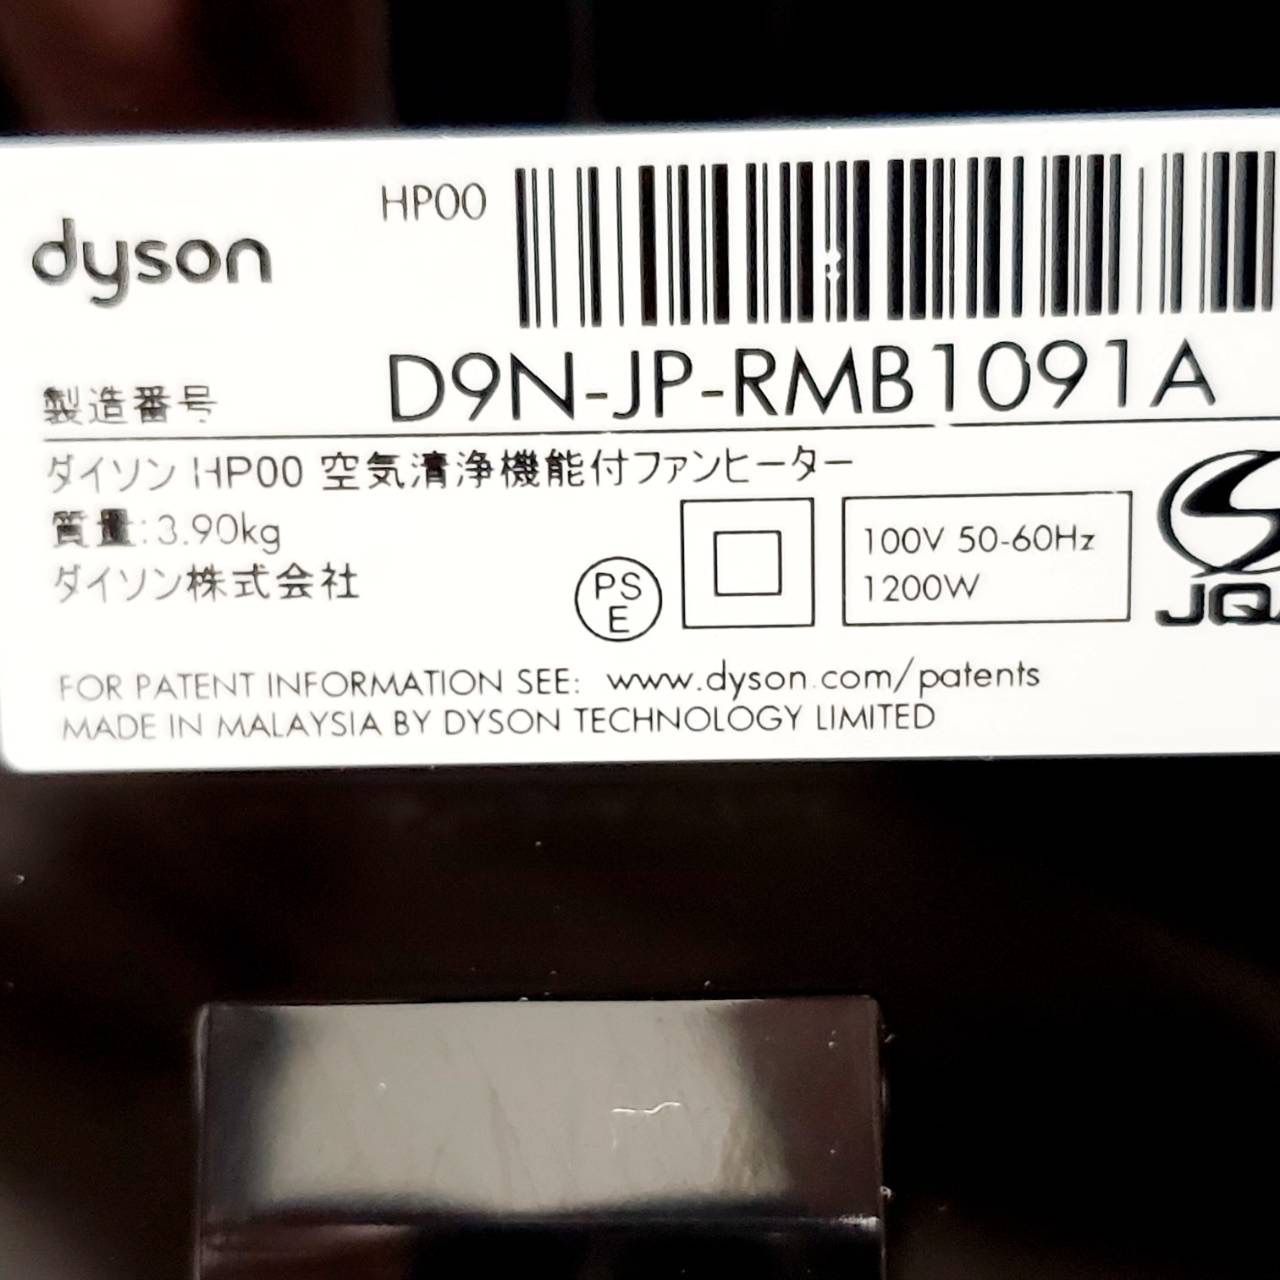 HP00
dyson
製造番号 D9N-JP-RMB1091A
ダイソン HP00 空気清浄機能付ファンヒーター
質量:3.90kg
ダイソン株式会社
PS
E
100V 50-60Hz
1200W
JQA
FOR PATENT INFORMATION SEE: www.dyson.com/patents
MADE IN MALAYSIA BY DYSON TECHNOLOGY LIMITED